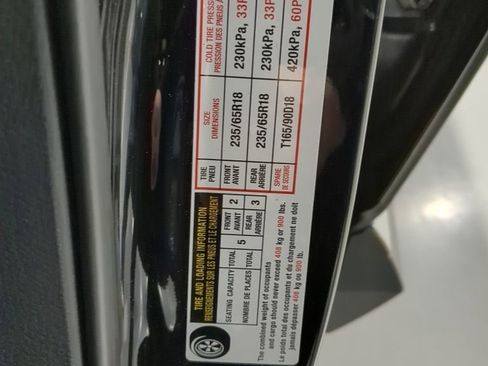 TIRE AND LOADING INFORMATION
RENSEIGNEMENTS SUR LES PNEUS ET LE CHARGEMENT
SEATING CAPACITY TOTAL 5 FRONT 2 REAR 3
NOMBRE DE PLACES TOTAL AVANT ARRIÈRE
The combined weight of occupants
and cargo should never exceed 408 kg or 900 lbs.
Le poids total des occupants et du chargement ne doit
jamais dépasser 408 kg ou 900 lb.
TIRE SIZE COLD TIRE PRESS
PNEU DIMENSIONS PRESSION DES PNEUS À
FRONT 235/65R18 230kPa, 33P
AVANT
REAR 235/65R18 230kPa, 33P
ARRIÈRE
SPARE T165/90D18 420kPa, 60P
DE SECOURS